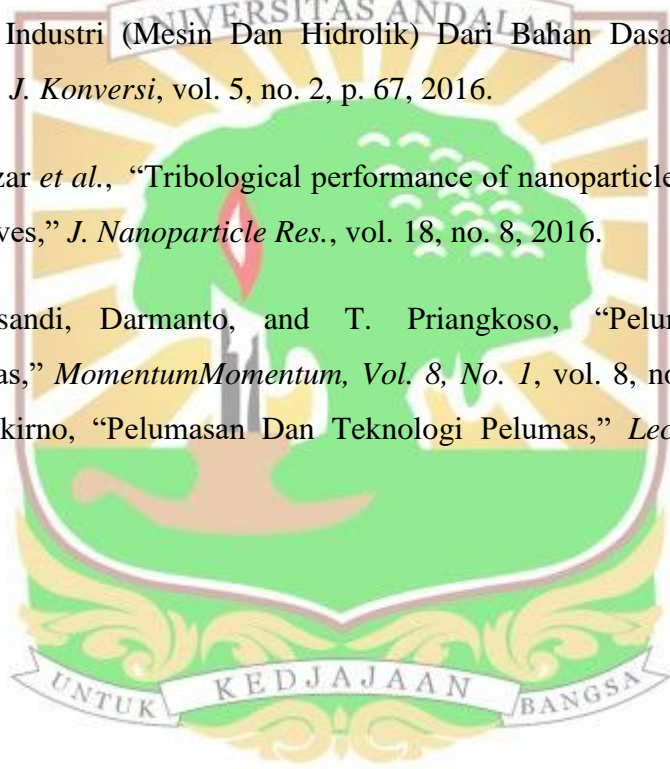 UNIVERSITAS ANDALAS
Industri (Mesin Dan Hidrolik) Dari Bahan Dasa
J. Konversi, vol. 5, no. 2, p. 67, 2016.
zar et al., “Tribological performance of nanoparticle
ves,” J. Nanoparticle Res., vol. 18, no. 8, 2016.
sandi, Darmanto, and T. Priangkoso, “Pelu
as,” MomentumMomentum, Vol. 8, No. 1, vol. 8, no
kirno, “Pelumasan Dan Teknologi Pelumas,” Lec
UNTUK KEDJAJAAN BANGSA